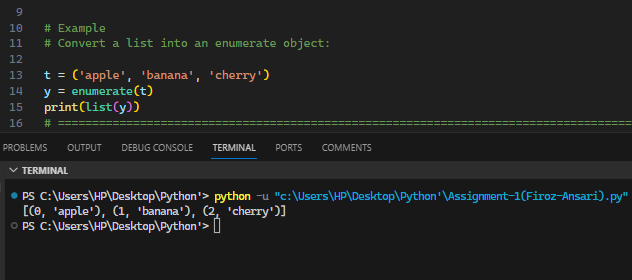 9
10 # Example
11 # Convert a list into an enumerate object:
12
13 t = ('apple', 'banana', 'cherry')
14 y = enumerate(t)
15 print(list(y))
16 # ====================================================================================
PROBLEMS OUTPUT DEBUG CONSOLE TERMINAL PORTS COMMENTS
TERMINAL
PS C:\Users\HP\Desktop\Python'> python -u "c:\Users\HP\Desktop\Python'\Assignment-1(Firoz-Ansari).py"
[(0, 'apple'), (1, 'banana'), (2, 'cherry')]
PS C:\Users\HP\Desktop\Python'>